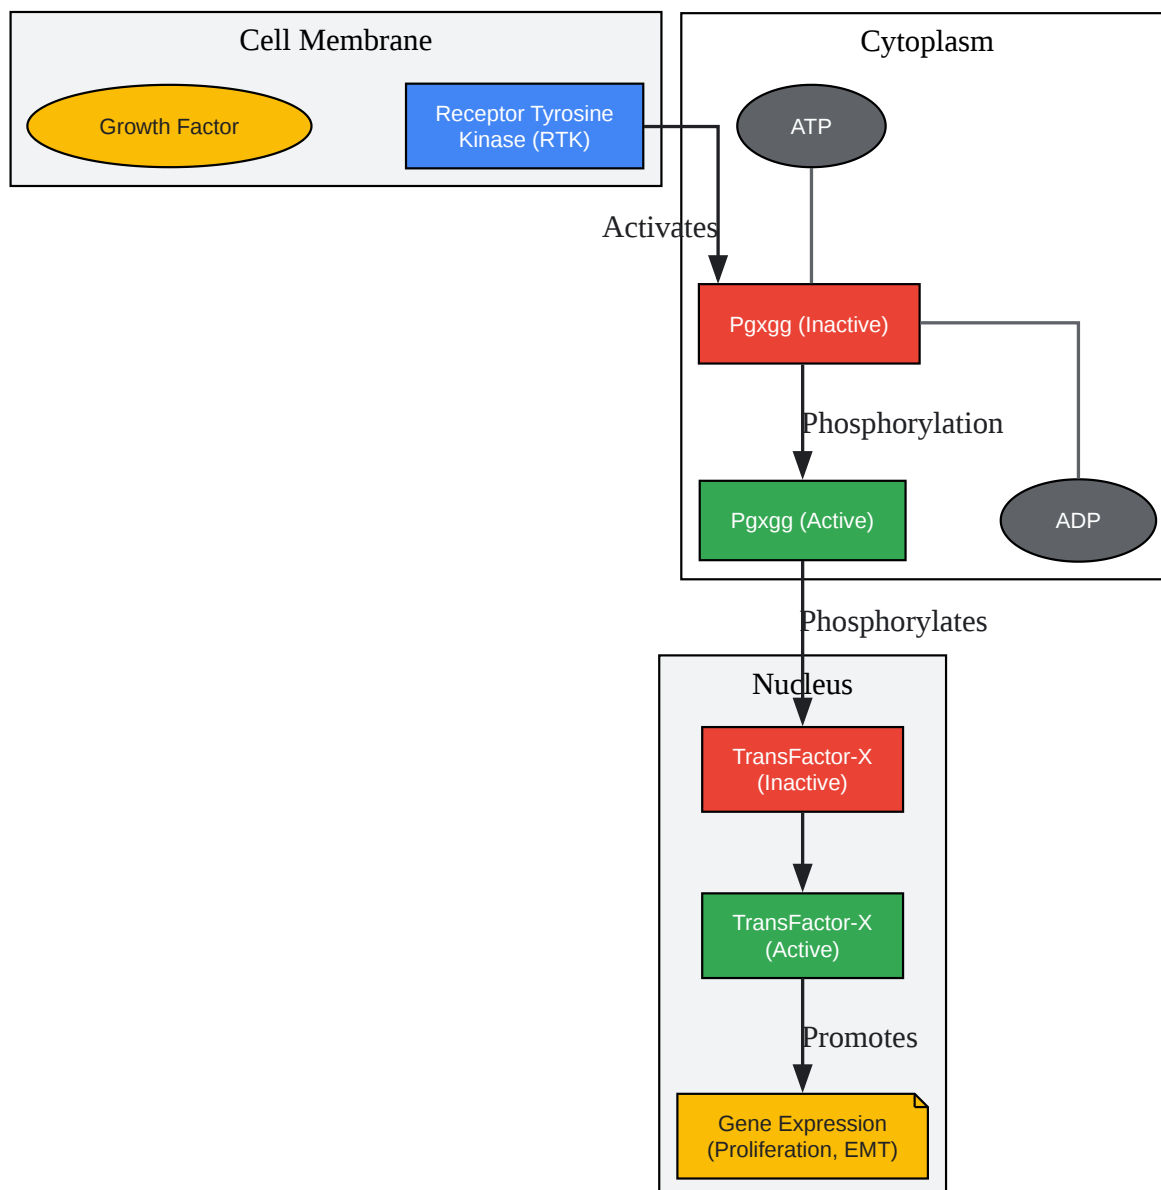 Cell Membrane
Growth Factor
Receptor Tyrosine
Kinase (RTK)
Cytoplasm
ATP
Activates
Pgxgg (Inactive)
Phosphorylation
Pgxgg (Active)
ADP
Phosphorylates
Nucleus
TransFactor-X
(Inactive)
TransFactor-X
(Active)
Promotes
Gene Expression
(Proliferation, EMT)